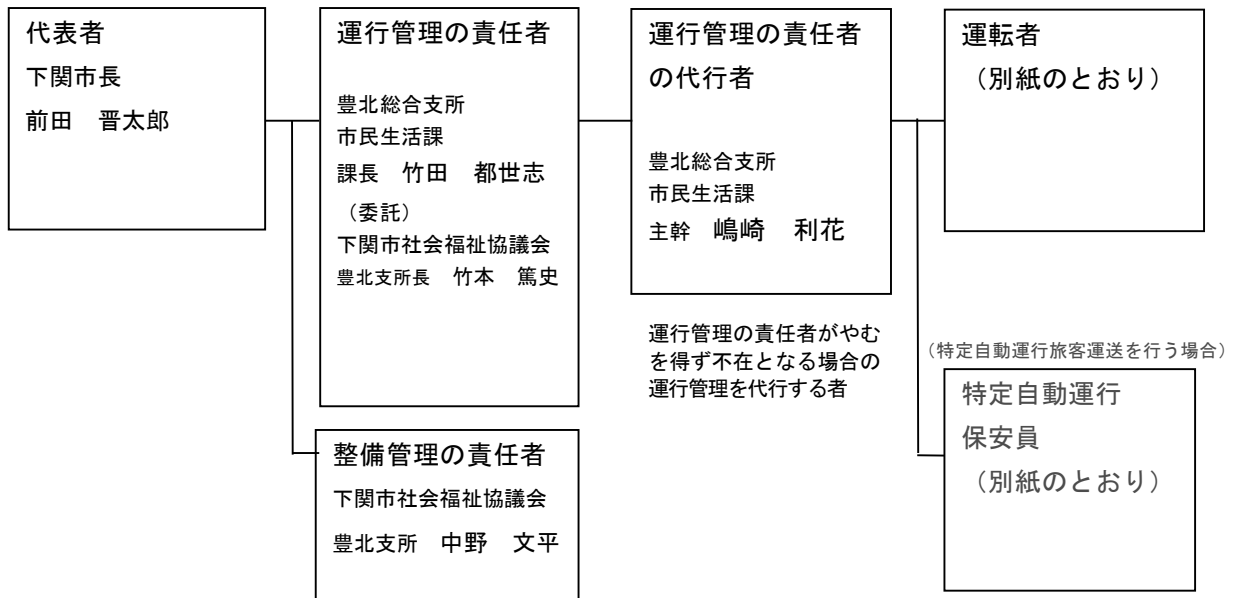 代表者
下関市長
前田　晋太郎
運行管理の責任者
豊北総合支所
市民生活課
課長　竹田　都世志
（委託）
下関市社会福祉協議会
豊北支所長　竹本　篤史
整備管理の責任者
下関市社会福祉協議会
豊北支所　中野　文平
運行管理の責任者
の代行者
豊北総合支所
市民生活課
主幹　嶋崎　利花
運行管理の責任者がやむ
を得ず不在となる場合の
運行管理を代行する者
運転者
（別紙のとおり）
（特定自動運行旅客運送を行う場合）
特定自動運行
保安員
（別紙のとおり）